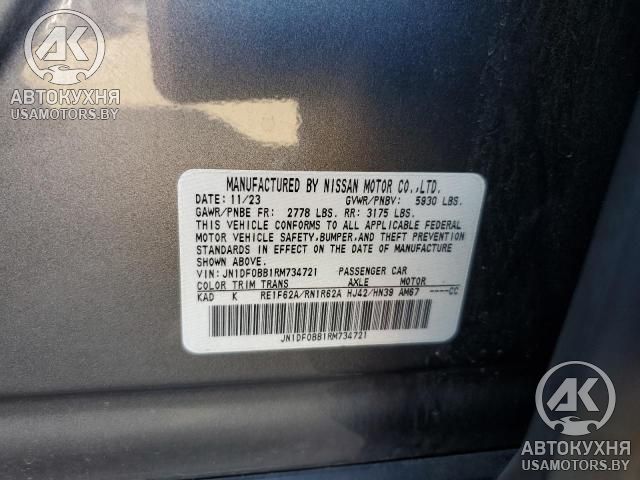 АК
АВТОКУХНЯ
USAMOTORS.BY
MANUFACTURED BY NISSAN MOTOR CO.,LTD.
DATE: 11/23 GVWR/PNBV: 5930 LBS.
GAWR/PNBE FR: 2778 LBS. RR: 3175 LBS.
THIS VEHICLE CONFORMS TO ALL APPLICABLE FEDERAL
MOTOR VEHICLE SAFETY,BUMPER,AND THEFT PREVENTION
STANDARDS IN EFFECT ON THE DATE OF MANUFACTURE
SHOWN ABOVE.
VIN: JN1DF0BB1RM734721 PASSENGER CAR
COLOR TRIM TRANS AXLE MOTOR
KAD K RE1F62A/RN1R62A HJ42/HN39 AM67 ----CC
JN1DF0BB1RM734721
АК
АВТОКУХНЯ
USAMOTORS.BY